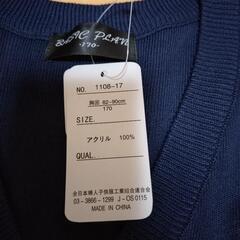 BASIC PLAN
-170-
NO. 1108-17
胸囲 82-90cm
170
SIZE.
アクリル 100%
QUAL.
全日本婦人子供服工業組合連合会
03-3866-1299 J-OS 0115
MADE IN CHINA